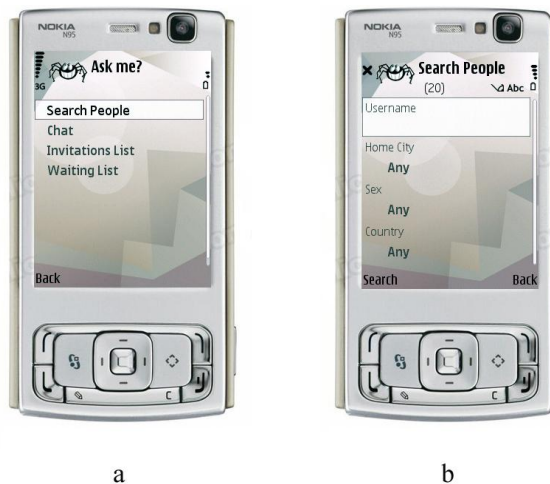 NOKIA
N95
3G
Ask me?
Search People
Chat
Invitations List
Waiting List
Back
C
a
NOKIA
N95
Search People
(20)
Abc
Username
Home City
Any
Sex
Any
Country
Any
Search Back
C
b